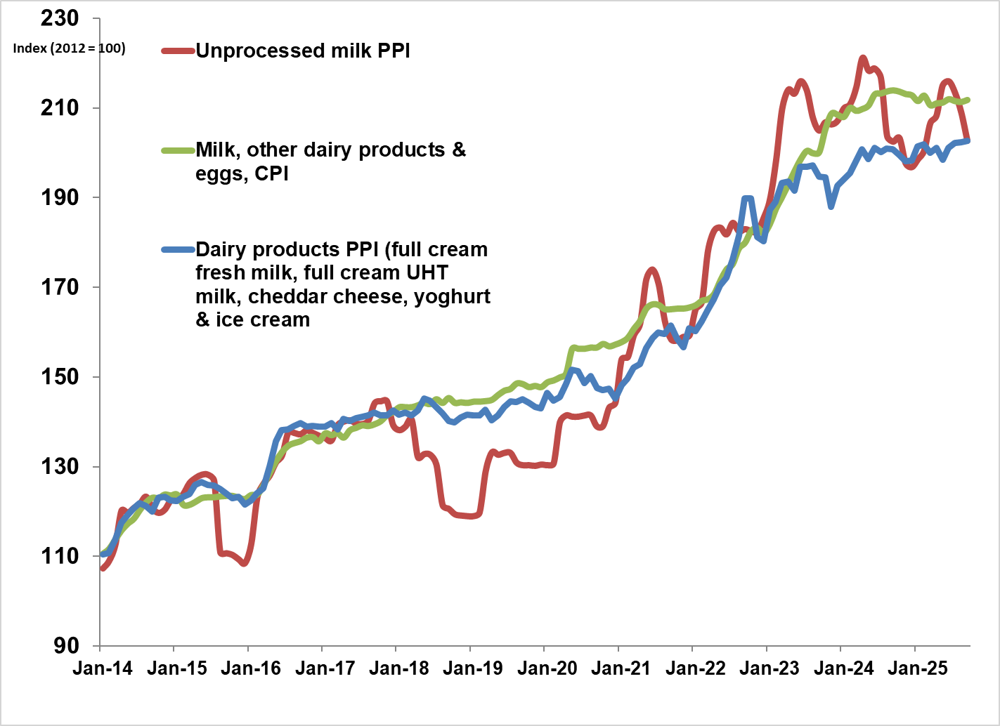 230
Index (2012 = 100)
Unprocessed milk PPI
210
Milk, other dairy products &
eggs, CPI
190
Dairy products PPI (full cream
fresh milk, full cream UHT
milk, cheddar cheese, yoghurt
& ice cream
170
150
130
110
90
Jan-14 Jan-15 Jan-16 Jan-17 Jan-18 Jan-19 Jan-20 Jan-21 Jan-22 Jan-23 Jan-24 Jan-25